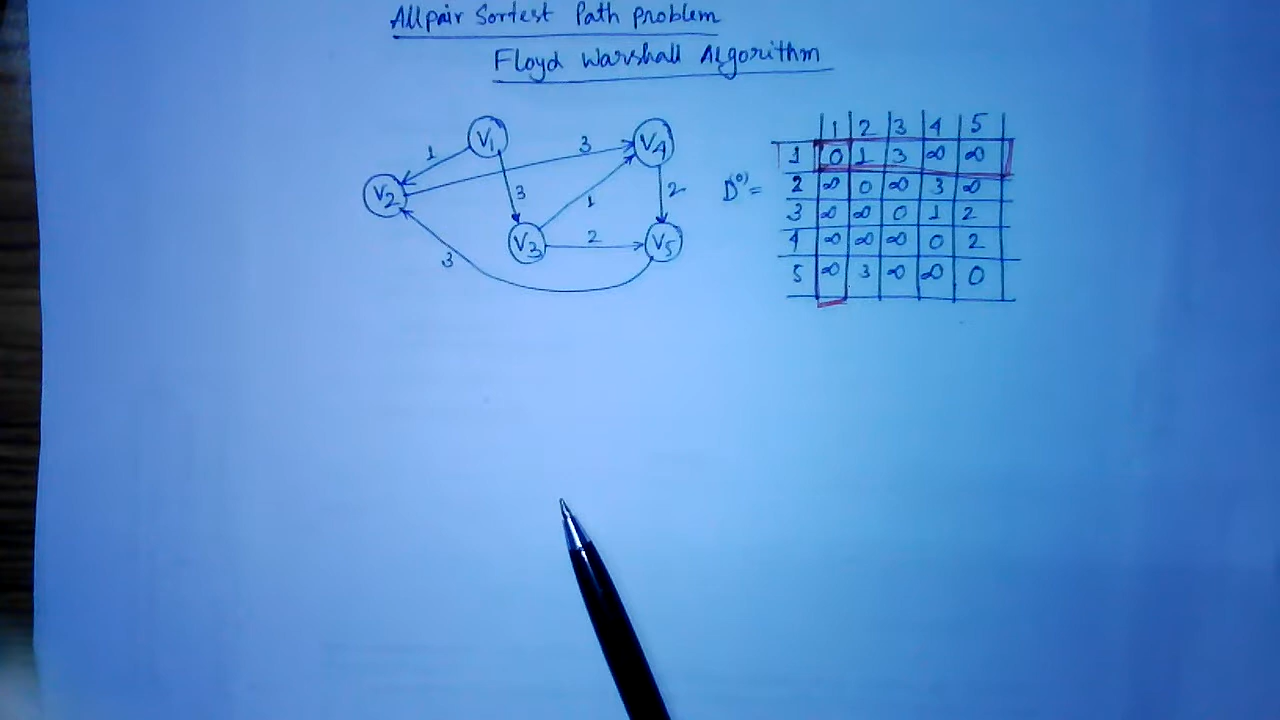 Allpair Sortest Path problem
Floyd Warshall Algorithm
V1
V4
V2
V3
V5
1
3
3
1
2
2
3
D(0) =
1 2 3 4 5
1 0 1 3 ∞ ∞
2 ∞ 0 ∞ 3 ∞
3 ∞ ∞ 0 1 2
4 ∞ ∞ ∞ 0 2
5 ∞ 3 ∞ ∞ 0